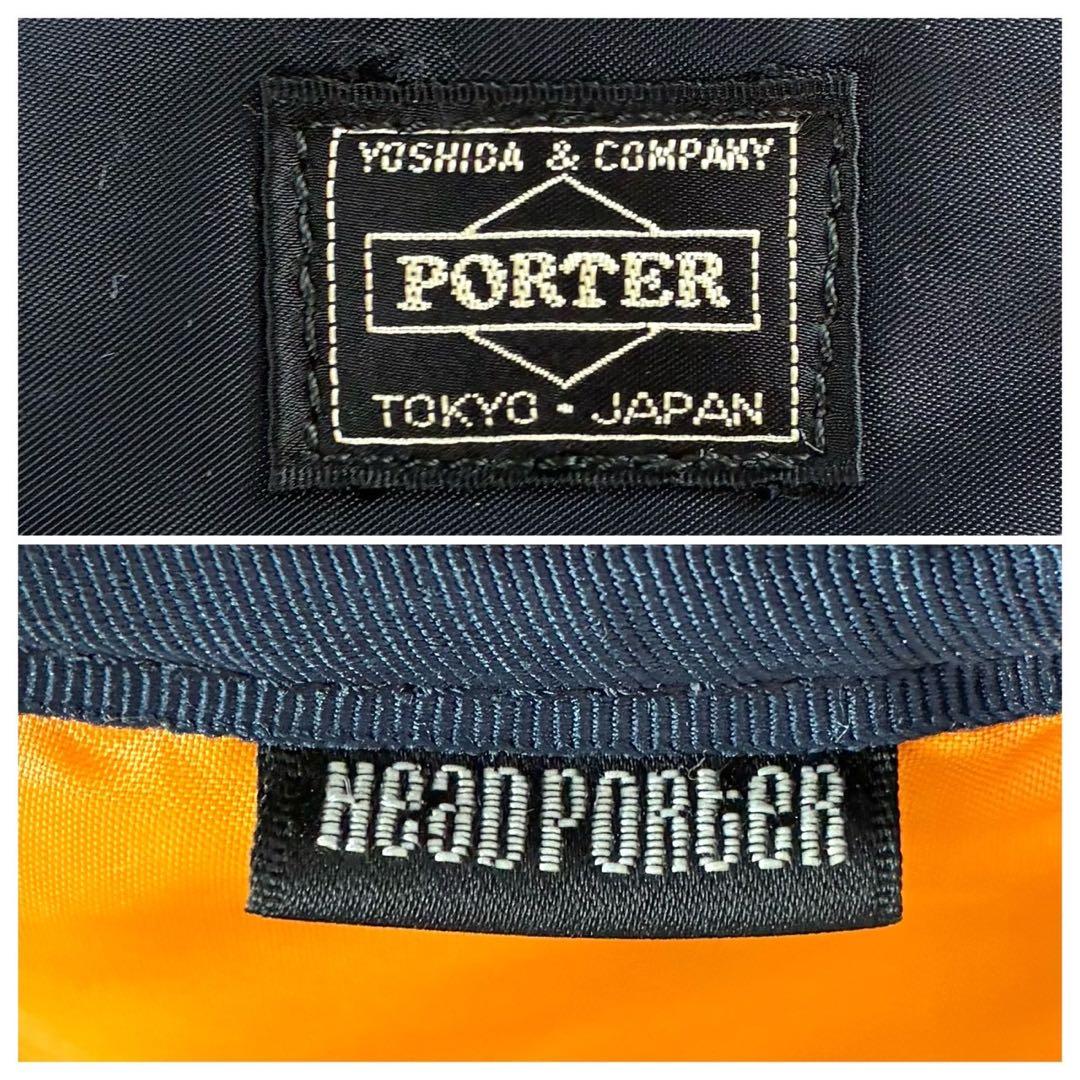 YOSHIDA & COMPANY
PORTER
TOKYO · JAPAN
HEADPORTER